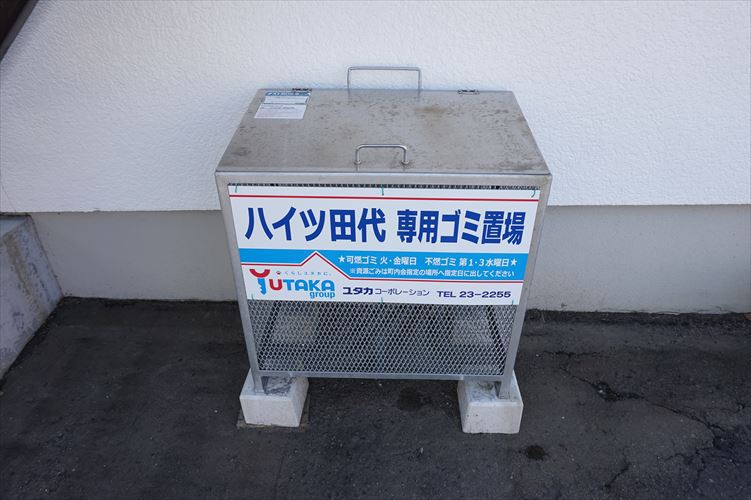 ハイツ田代 専用ゴミ置場
★可燃ゴミ 火・金曜日 不燃ゴミ 第1・3水曜日★
※資源ごみは町内会指定の場所へ指定日に出してください
くらしユタカに。
YUTAKA
group
ユタカコーポレーション TEL 23-2255